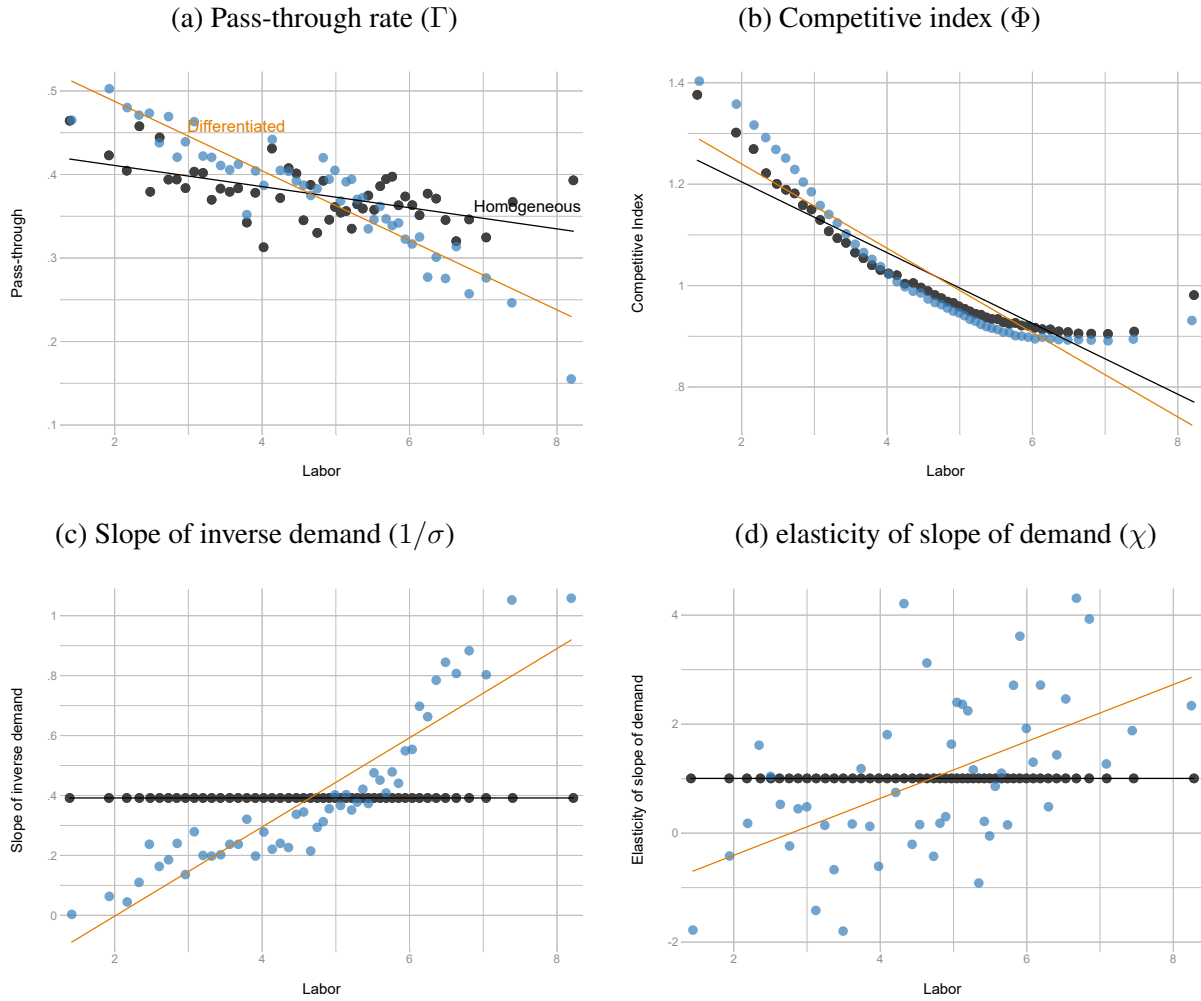 (a) Pass-through rate (Γ)
.5
.4
.3
.2
.1
Pass-through
Differentiated
Homogeneous
2 4 6 8
Labor
(b) Competitive index (Φ)
1.4
1.2
1
.8
Competitive Index
2 4 6 8
Labor
(c) Slope of inverse demand (1/σ)
1
.8
.6
.4
.2
0
Slope of inverse demand
2 4 6 8
Labor
(d) elasticity of slope of demand (χ)
4
2
0
-2
Elasticity of slope of demand
2 4 6 8
Labor